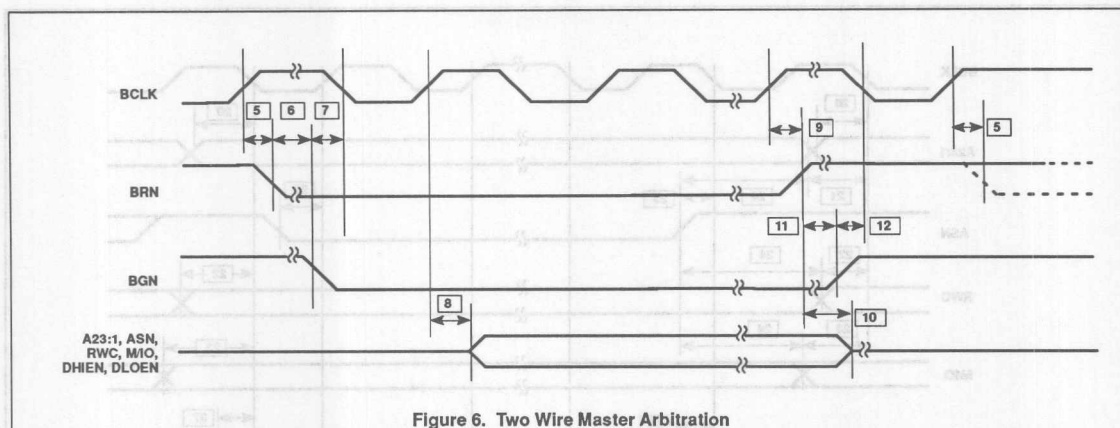 BCLK
5
6
7
9
5
BRN
11
12
BGN
8
10
A23:1, ASN,
RWC, M/IO,
DHIEN, DLOEN
Figure 6. Two Wire Master Arbitration